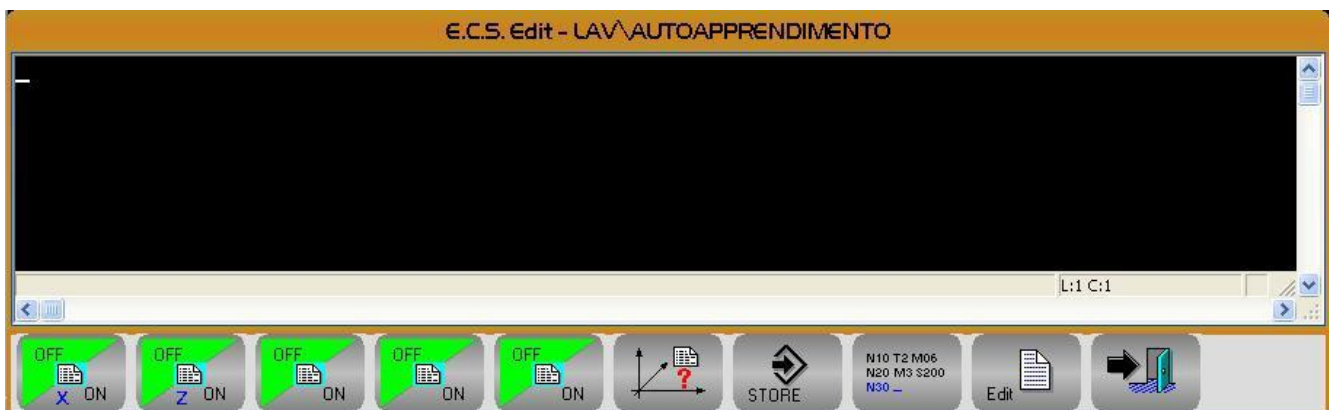 E.C.S. Edit - LAV\AUTOAPPRENDIMENTO
L:1 C:1
OFF
X ON
OFF
Z ON
OFF
ON
OFF
ON
OFF
ON
?
STORE
N10 T2 M06
N20 M3 S200
N30 _
Edit